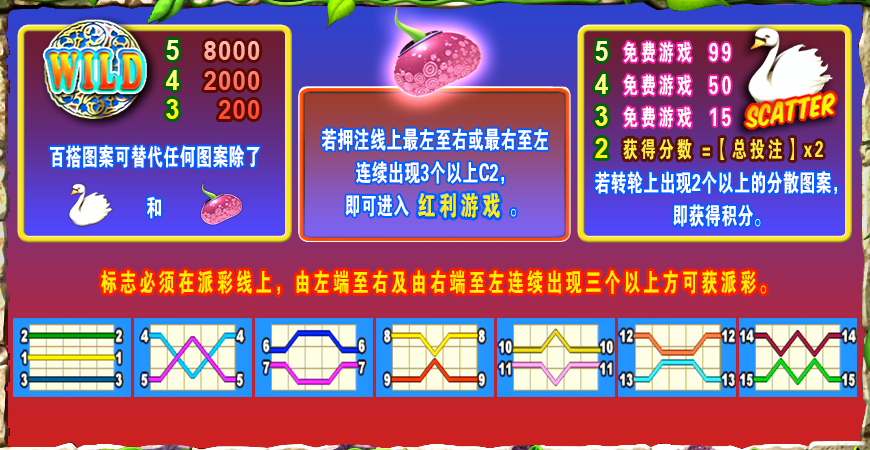 WILD
5 8000
4 2000
3 200
百搭图案可替代任何图案除了
和
若押注线上最左至右或最右至左
连续出现3个以上C2，
即可进入 红利游戏 。
5 免费游戏 99
4 免费游戏 50
3 免费游戏 15
SCATTER
2 获得分数 =【总投注】x2
若转轮上出现2个以上的分散图案，
即获得积分。
标志必须在派彩线上，由左端至右及由右端至左连续出现三个以上方可获派彩。
2 2
1 1
3 3
4 4
5 5
6 6
7 7
8 8
9 9
10 10
11 11
12 12
13 13
14 14
15 15